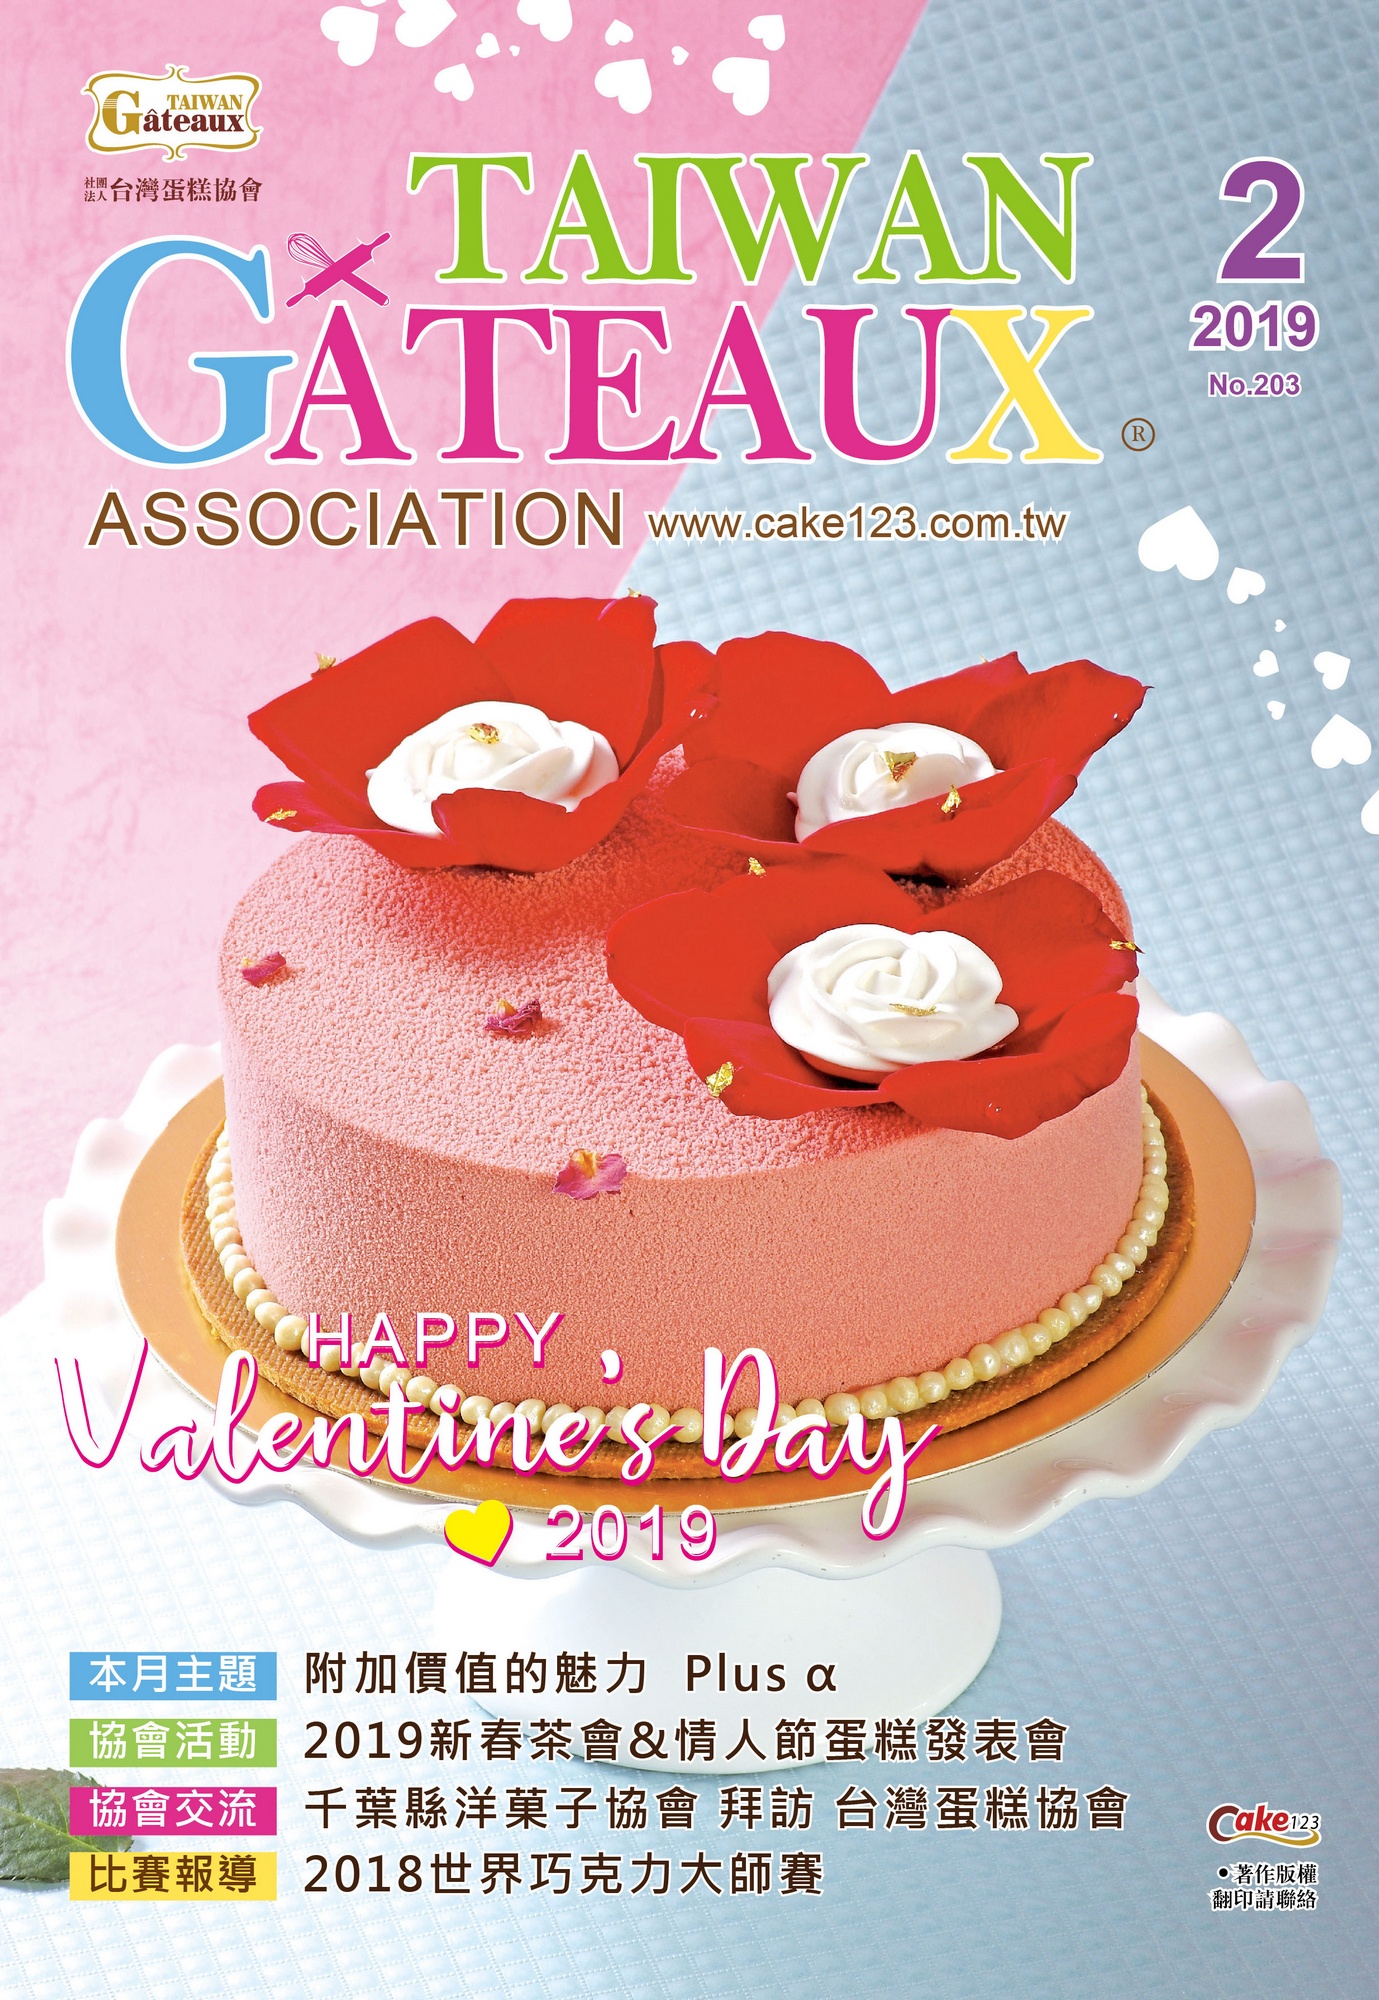 TAIWAN
Gâteaux
社團法人 台灣蛋糕協會
TAIWAN
GÂTEAUX ®
ASSOCIATION www.cake123.com.tw
2
2019
No.203
HAPPY
Valentine's Day
2019
本月主題 附加價值的魅力 Plus α
協會活動 2019新春茶會&情人節蛋糕發表會
協會交流 千葉縣洋菓子協會 拜訪 台灣蛋糕協會
比賽報導 2018世界巧克力大師賽
Cake123
•著作版權
翻印請聯絡